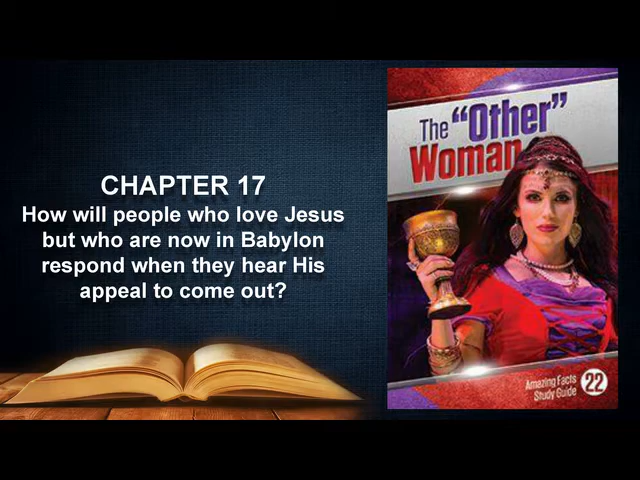 CHAPTER 17
How will people who love Jesus
but who are now in Babylon
respond when they hear His
appeal to come out?
The “Other”
Woman
Amazing Facts
Study Guide 22